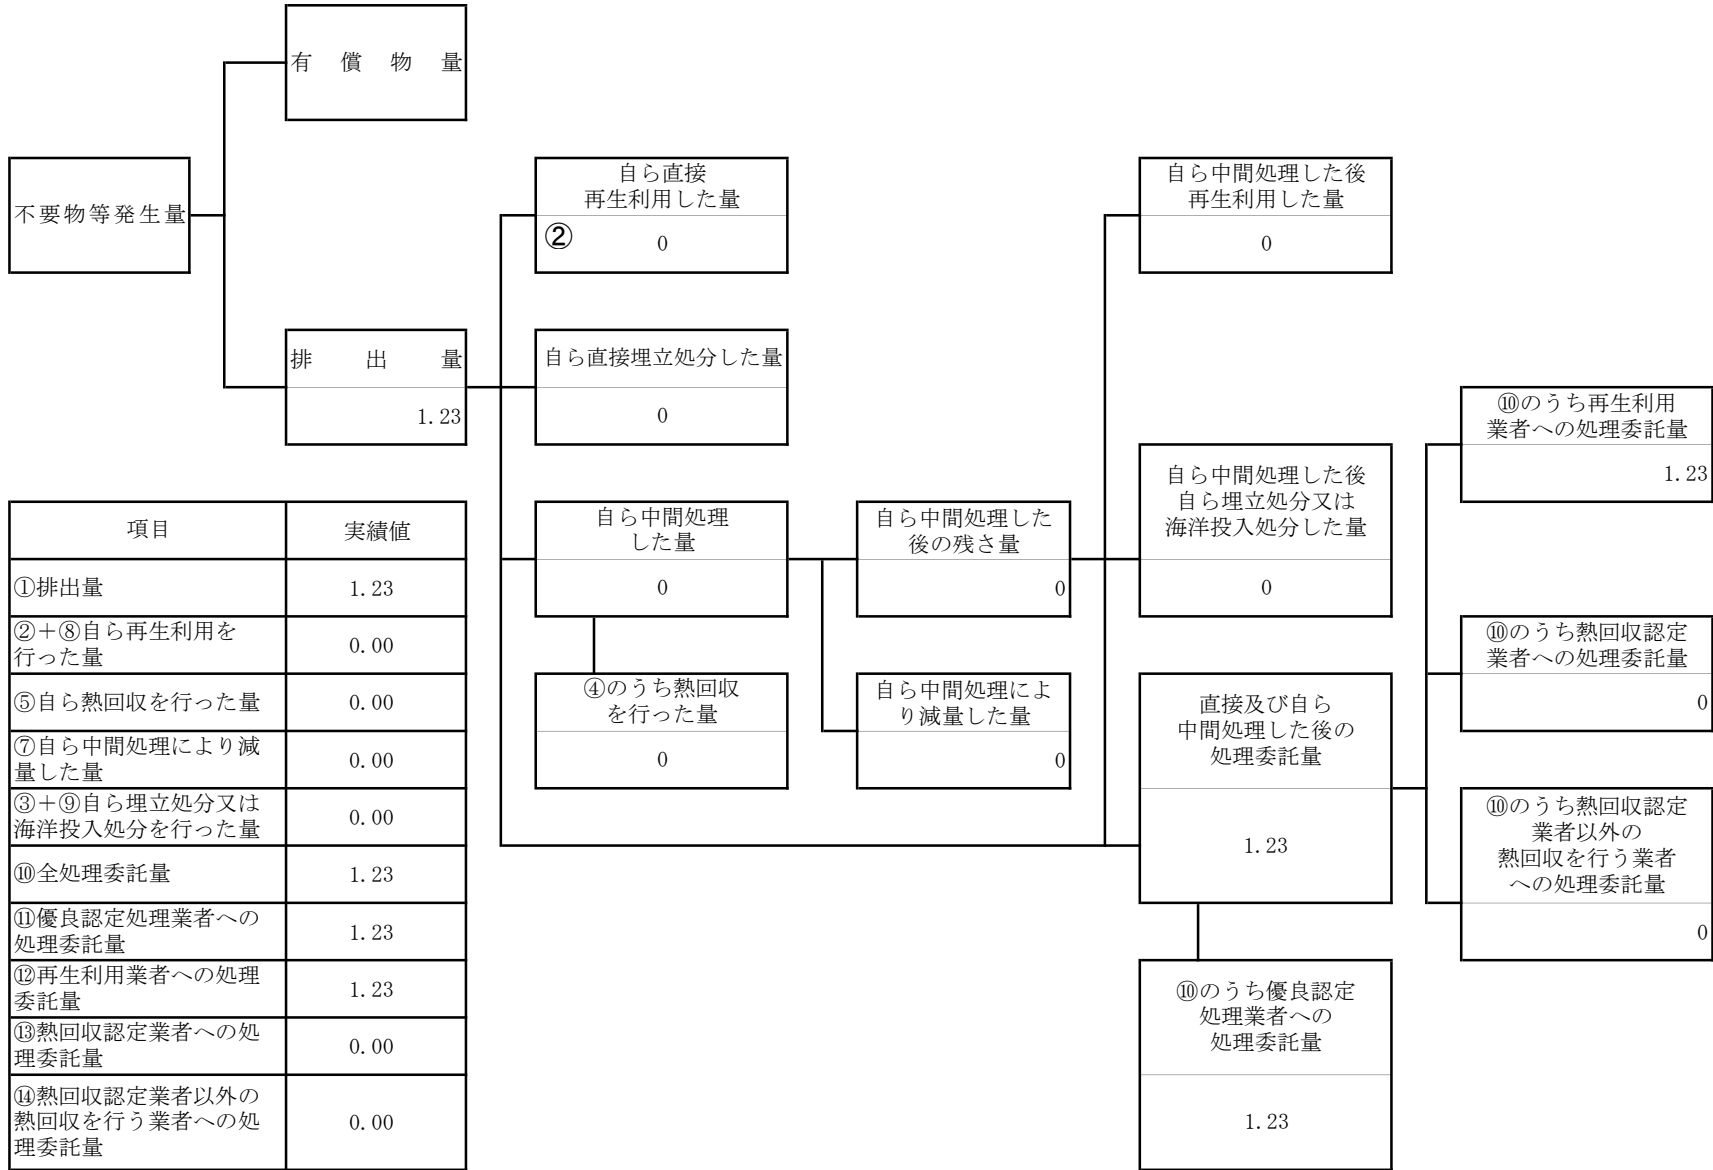 有償物量
不要物等発生量
排出量
1.23
自ら直接
再生利用した量
②
0
自ら直接埋立処分した量
0
自ら中間処理
した量
0
④のうち熱回収
を行った量
0
自ら中間処理した
後の残さ量
0
自ら中間処理によ
り減量した量
0
自ら中間処理した後
再生利用した量
0
自ら中間処理した後
自ら埋立処分又は
海洋投入処分した量
0
直接及び自ら
中間処理した後の
処理委託量
1.23
⑩のうち優良認定
処理業者への
処理委託量
1.23
⑩のうち再生利用
業者への処理委託量
1.23
⑩のうち熱回収認定
業者への処理委託量
0
⑩のうち熱回収認定
業者以外の
熱回収を行う業者
への処理委託量
0
項目 実績値
①排出量 1.23
②＋⑧自ら再生利用を
行った量 0.00
⑤自ら熱回収を行った量 0.00
⑦自ら中間処理により減
量した量 0.00
③＋⑨自ら埋立処分又は
海洋投入処分を行った量 0.00
⑩全処理委託量 1.23
⑪優良認定処理業者への
処理委託量 1.23
⑫再生利用業者への処理
委託量 1.23
⑬熱回収認定業者への処
理委託量 0.00
⑭熱回収認定業者以外の
熱回収を行う業者への処
理委託量 0.00